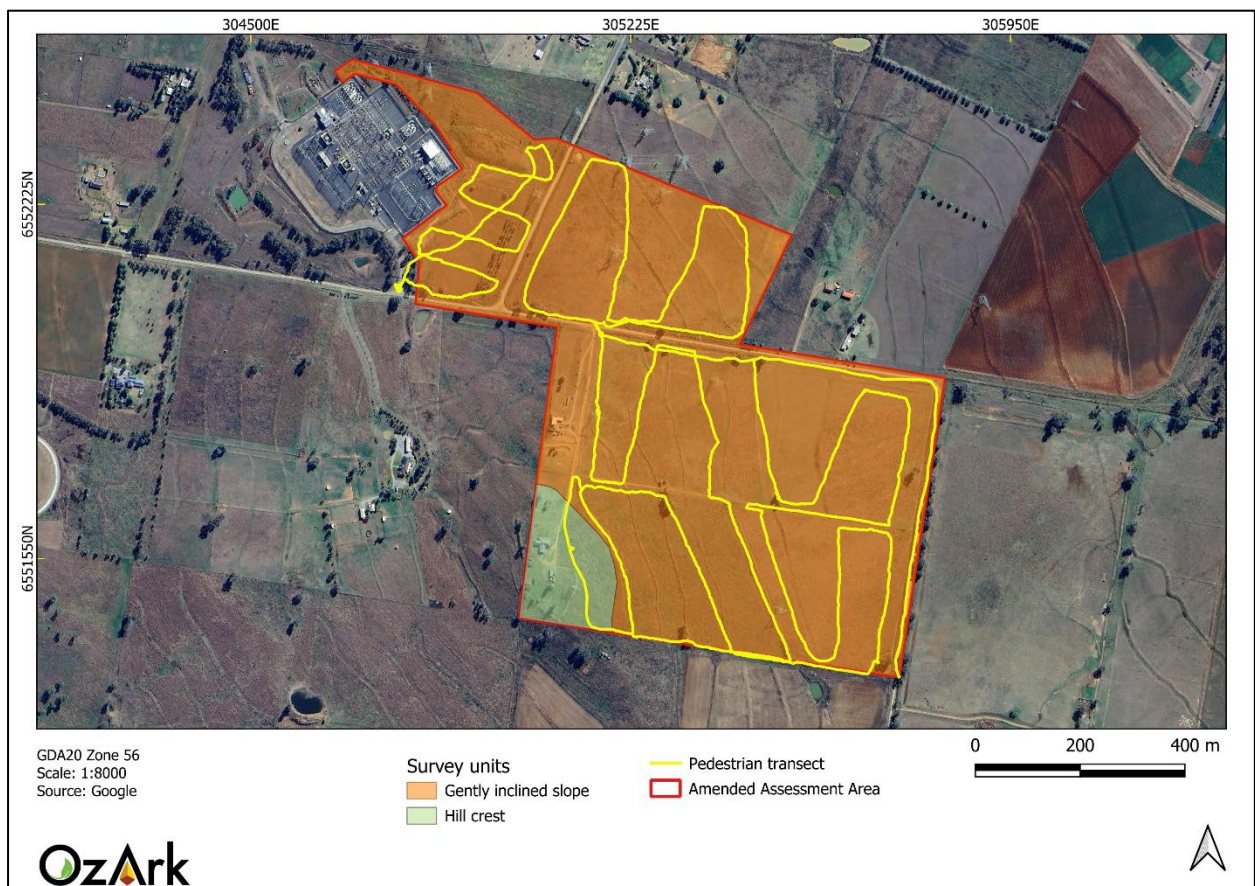 304500E
305225E
305950E
6552225N
6551550N
GDA20 Zone 56
Scale: 1:8000
Source: Google
Survey units
Gently inclined slope
Hill crest
Pedestrian transect
Amended Assessment Area
0 200 400 m
OzArk